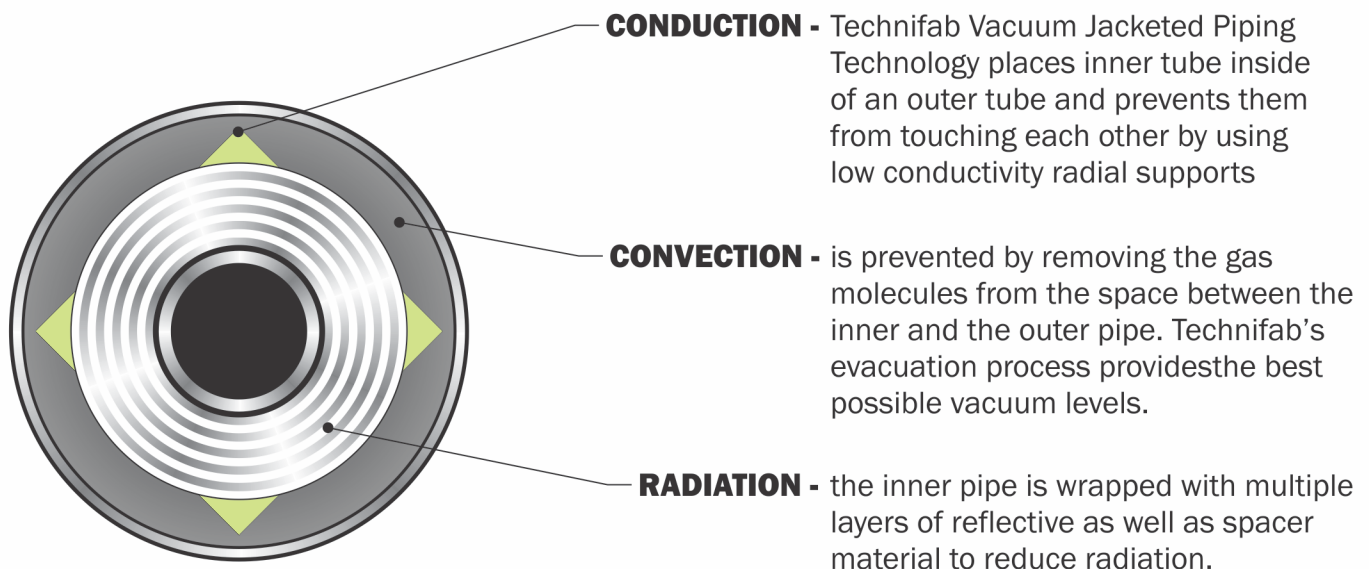 CONDUCTION - Technifab Vacuum Jacketed Piping
Technology places inner tube inside
of an outer tube and prevents them
from touching each other by using
low conductivity radial supports
CONVECTION - is prevented by removing the gas
molecules from the space between the
inner and the outer pipe. Technifab’s
evacuation process providesthe best
possible vacuum levels.
RADIATION - the inner pipe is wrapped with multiple
layers of reflective as well as spacer
material to reduce radiation.